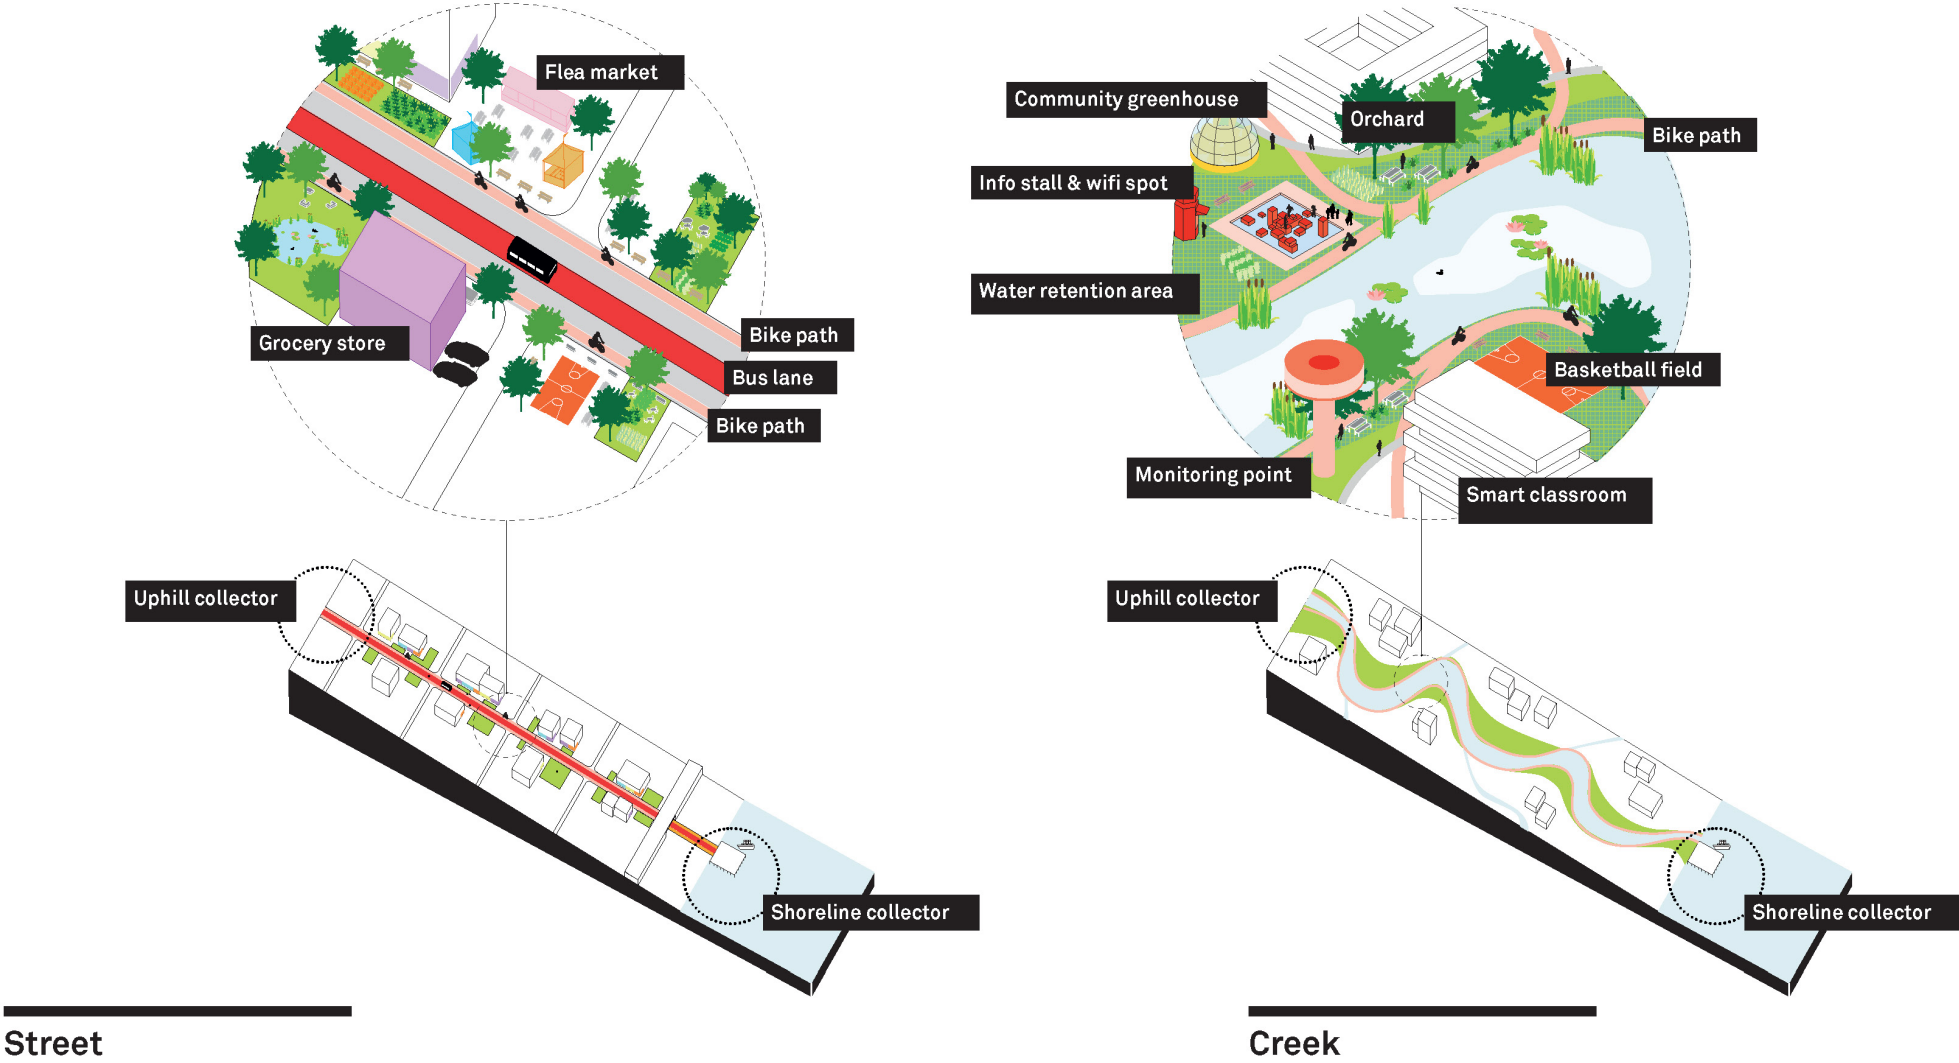 Flea market
Grocery store
Bike path
Bus lane
Bike path
Uphill collector
Shoreline collector
Street
Community greenhouse
Orchard
Bike path
Info stall & wifi spot
Water retention area
Basketball field
Monitoring point
Smart classroom
Uphill collector
Shoreline collector
Creek